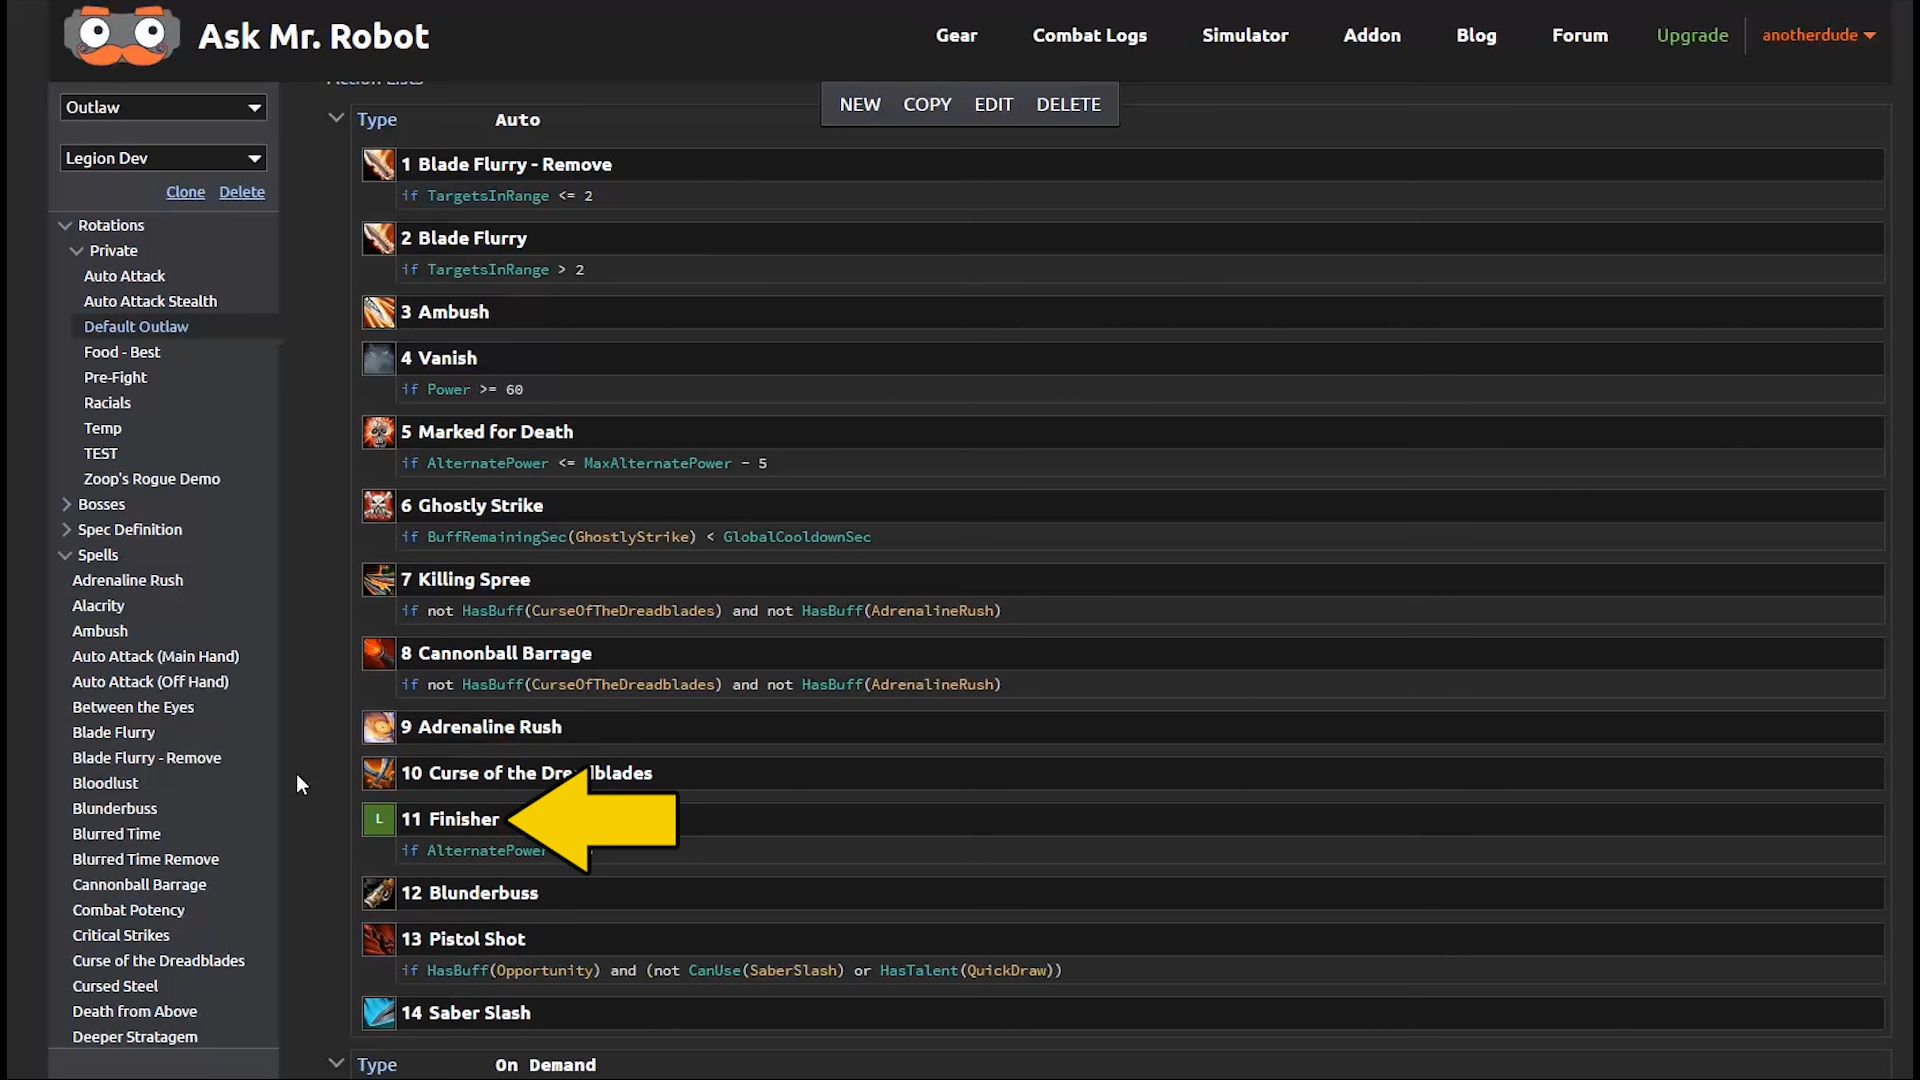 Ask Mr. Robot
Gear Combat Logs Simulator Addon Blog Forum Upgrade anotherdude
Outlaw
Legion Dev
Clone Delete
Rotations
Private
Auto Attack
Auto Attack Stealth
Default Outlaw
Food - Best
Pre-Fight
Racials
Temp
TEST
Zoop's Rogue Demo
Bosses
Spec Definition
Spells
Adrenaline Rush
Alacrity
Ambush
Auto Attack (Main Hand)
Auto Attack (Off Hand)
Between the Eyes
Blade Flurry
Blade Flurry - Remove
Bloodlust
Blunderbuss
Blurred Time
Blurred Time Remove
Cannonball Barrage
Combat Potency
Critical Strikes
Curse of the Dreadblades
Cursed Steel
Death from Above
Deeper Stratagem
Action Lists
NEW COPY EDIT DELETE
Type Auto
1 Blade Flurry - Remove
if TargetsInRange <= 2
2 Blade Flurry
if TargetsInRange > 2
3 Ambush
4 Vanish
if Power >= 60
5 Marked for Death
if AlternatePower <= MaxAlternatePower - 5
6 Ghostly Strike
if BuffRemainingSec(GhostlyStrike) < GlobalCooldownSec
7 Killing Spree
if not HasBuff(CurseOfTheDreadblades) and not HasBuff(AdrenalineRush)
8 Cannonball Barrage
if not HasBuff(CurseOfTheDreadblades) and not HasBuff(AdrenalineRush)
9 Adrenaline Rush
10 Curse of the Dreadblades
L 11 Finisher
if AlternatePower
12 Blunderbuss
13 Pistol Shot
if HasBuff(Opportunity) and (not CanUse(SaberSlash) or HasTalent(QuickDraw))
14 Saber Slash
Type On Demand